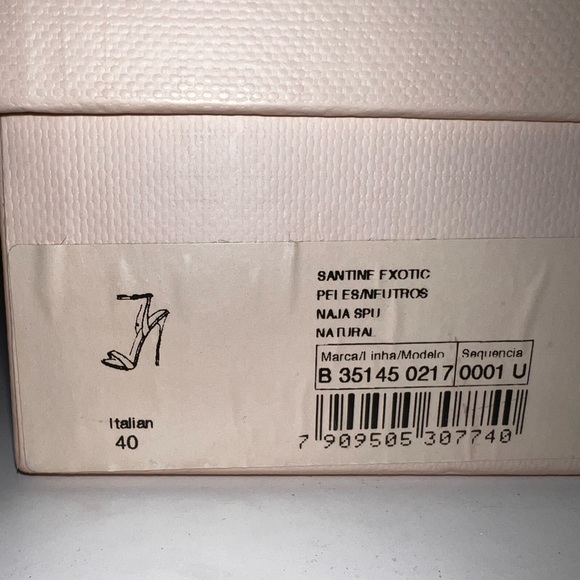 SANTINE EXOTIC
PELES/NEUTROS
NAJA SPU
NATURAL
Marca/Linha/Modelo Sequencia
B 35145 0217 0001 U
7 909505 307740
Italian
40